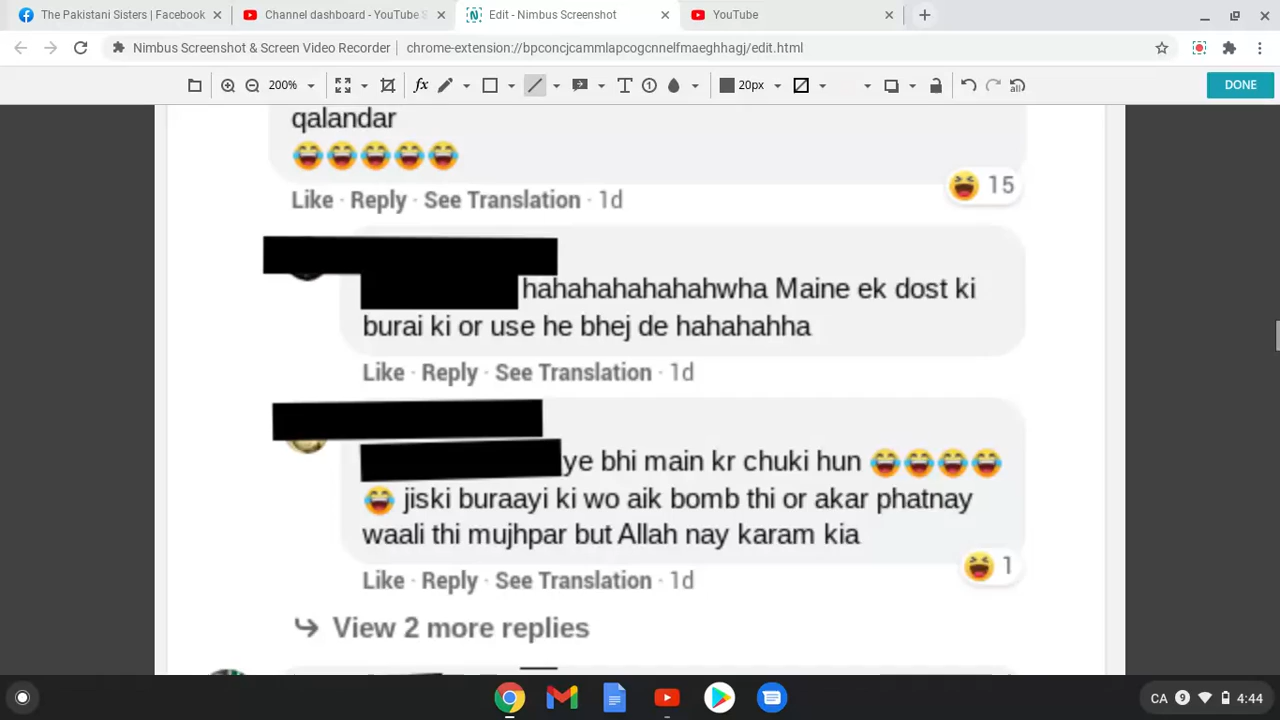 The Pakistani Sisters | Facebook
Channel dashboard - YouTube S
Edit - Nimbus Screenshot
YouTube
Nimbus Screenshot & Screen Video Recorder
chrome-extension://bpconcjcammlapcogcnnelfmaeghhagj/edit.html
200%
fx
T
1
20px
DONE
qalandar
😂😂😂😂😂
15
Like · Reply · See Translation · 1d
hahahahahahahwha Maine ek dost ki
burai ki or use he bhej de hahahahha
Like · Reply · See Translation · 1d
ye bhi main kr chuki hun 😂😂😂😂
😂 jiski buraayi ki wo aik bomb thi or akar phatnay
waali thi mujhpar but Allah nay karam kia
1
Like · Reply · See Translation · 1d
View 2 more replies
CA 9 4:44